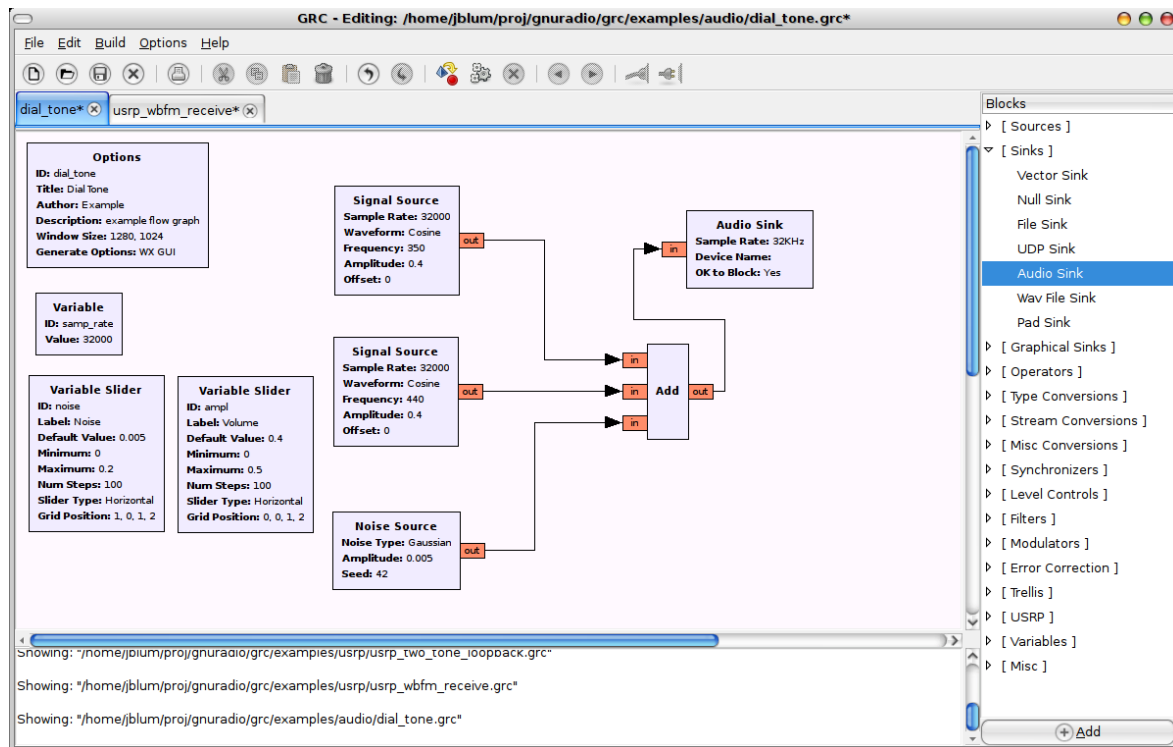 GRC - Editing: /home/jblum/proj/gnuradio/grc/examples/audio/dial_tone.grc*
File Edit Build Options Help
dial_tone* usrp_wbfm_receive*
Options
ID: dial_tone
Title: Dial Tone
Author: Example
Description: example flow graph
Window Size: 1280, 1024
Generate Options: WX GUI
Variable
ID: samp_rate
Value: 32000
Variable Slider
ID: noise
Label: Noise
Default Value: 0.005
Minimum: 0
Maximum: 0.2
Num Steps: 100
Slider Type: Horizontal
Grid Position: 1, 0, 1, 2
Variable Slider
ID: ampl
Label: Volume
Default Value: 0.4
Minimum: 0
Maximum: 0.5
Num Steps: 100
Slider Type: Horizontal
Grid Position: 0, 0, 1, 2
Signal Source
Sample Rate: 32000
Waveform: Cosine
Frequency: 350
Amplitude: 0.4
Offset: 0
out
Signal Source
Sample Rate: 32000
Waveform: Cosine
Frequency: 440
Amplitude: 0.4
Offset: 0
out
Noise Source
Noise Type: Gaussian
Amplitude: 0.005
Seed: 42
out
in
in
in
Add
out
in
Audio Sink
Sample Rate: 32KHz
Device Name:
OK to Block: Yes
Showing: "/home/jblum/proj/gnuradio/grc/examples/usrp/usrp_two_tone_loopback.grc"
Showing: "/home/jblum/proj/gnuradio/grc/examples/usrp/usrp_wbfm_receive.grc"
Showing: "/home/jblum/proj/gnuradio/grc/examples/audio/dial_tone.grc"
Blocks
[ Sources ]
[ Sinks ]
Vector Sink
Null Sink
File Sink
UDP Sink
Audio Sink
Wav File Sink
Pad Sink
[ Graphical Sinks ]
[ Operators ]
[ Type Conversions ]
[ Stream Conversions ]
[ Misc Conversions ]
[ Synchronizers ]
[ Level Controls ]
[ Filters ]
[ Modulators ]
[ Error Correction ]
[ Trellis ]
[ USRP ]
[ Variables ]
[ Misc ]
Add